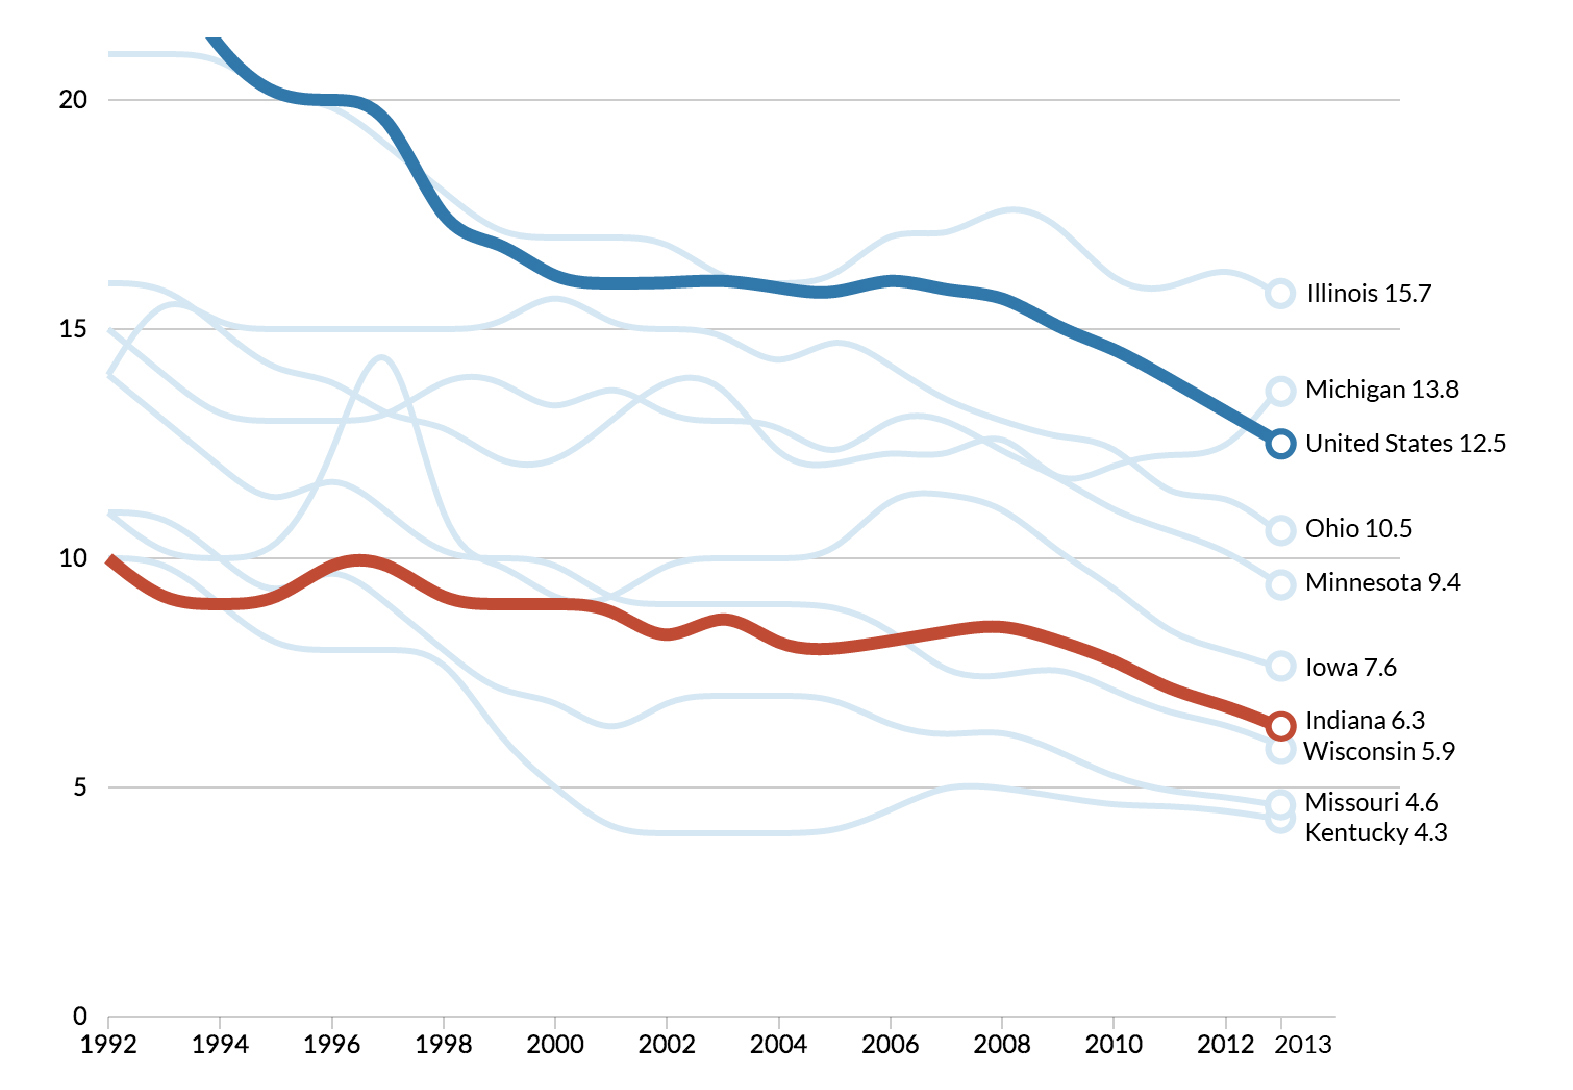 20
Illinois 15.7
15
Michigan 13.8
United States 12.5
Ohio 10.5
10
Minnesota 9.4
Iowa 7.6
Indiana 6.3
Wisconsin 5.9
5
Missouri 4.6
Kentucky 4.3
0
1992 1994 1996 1998 2000 2002 2004 2006 2008 2010 2012 2013